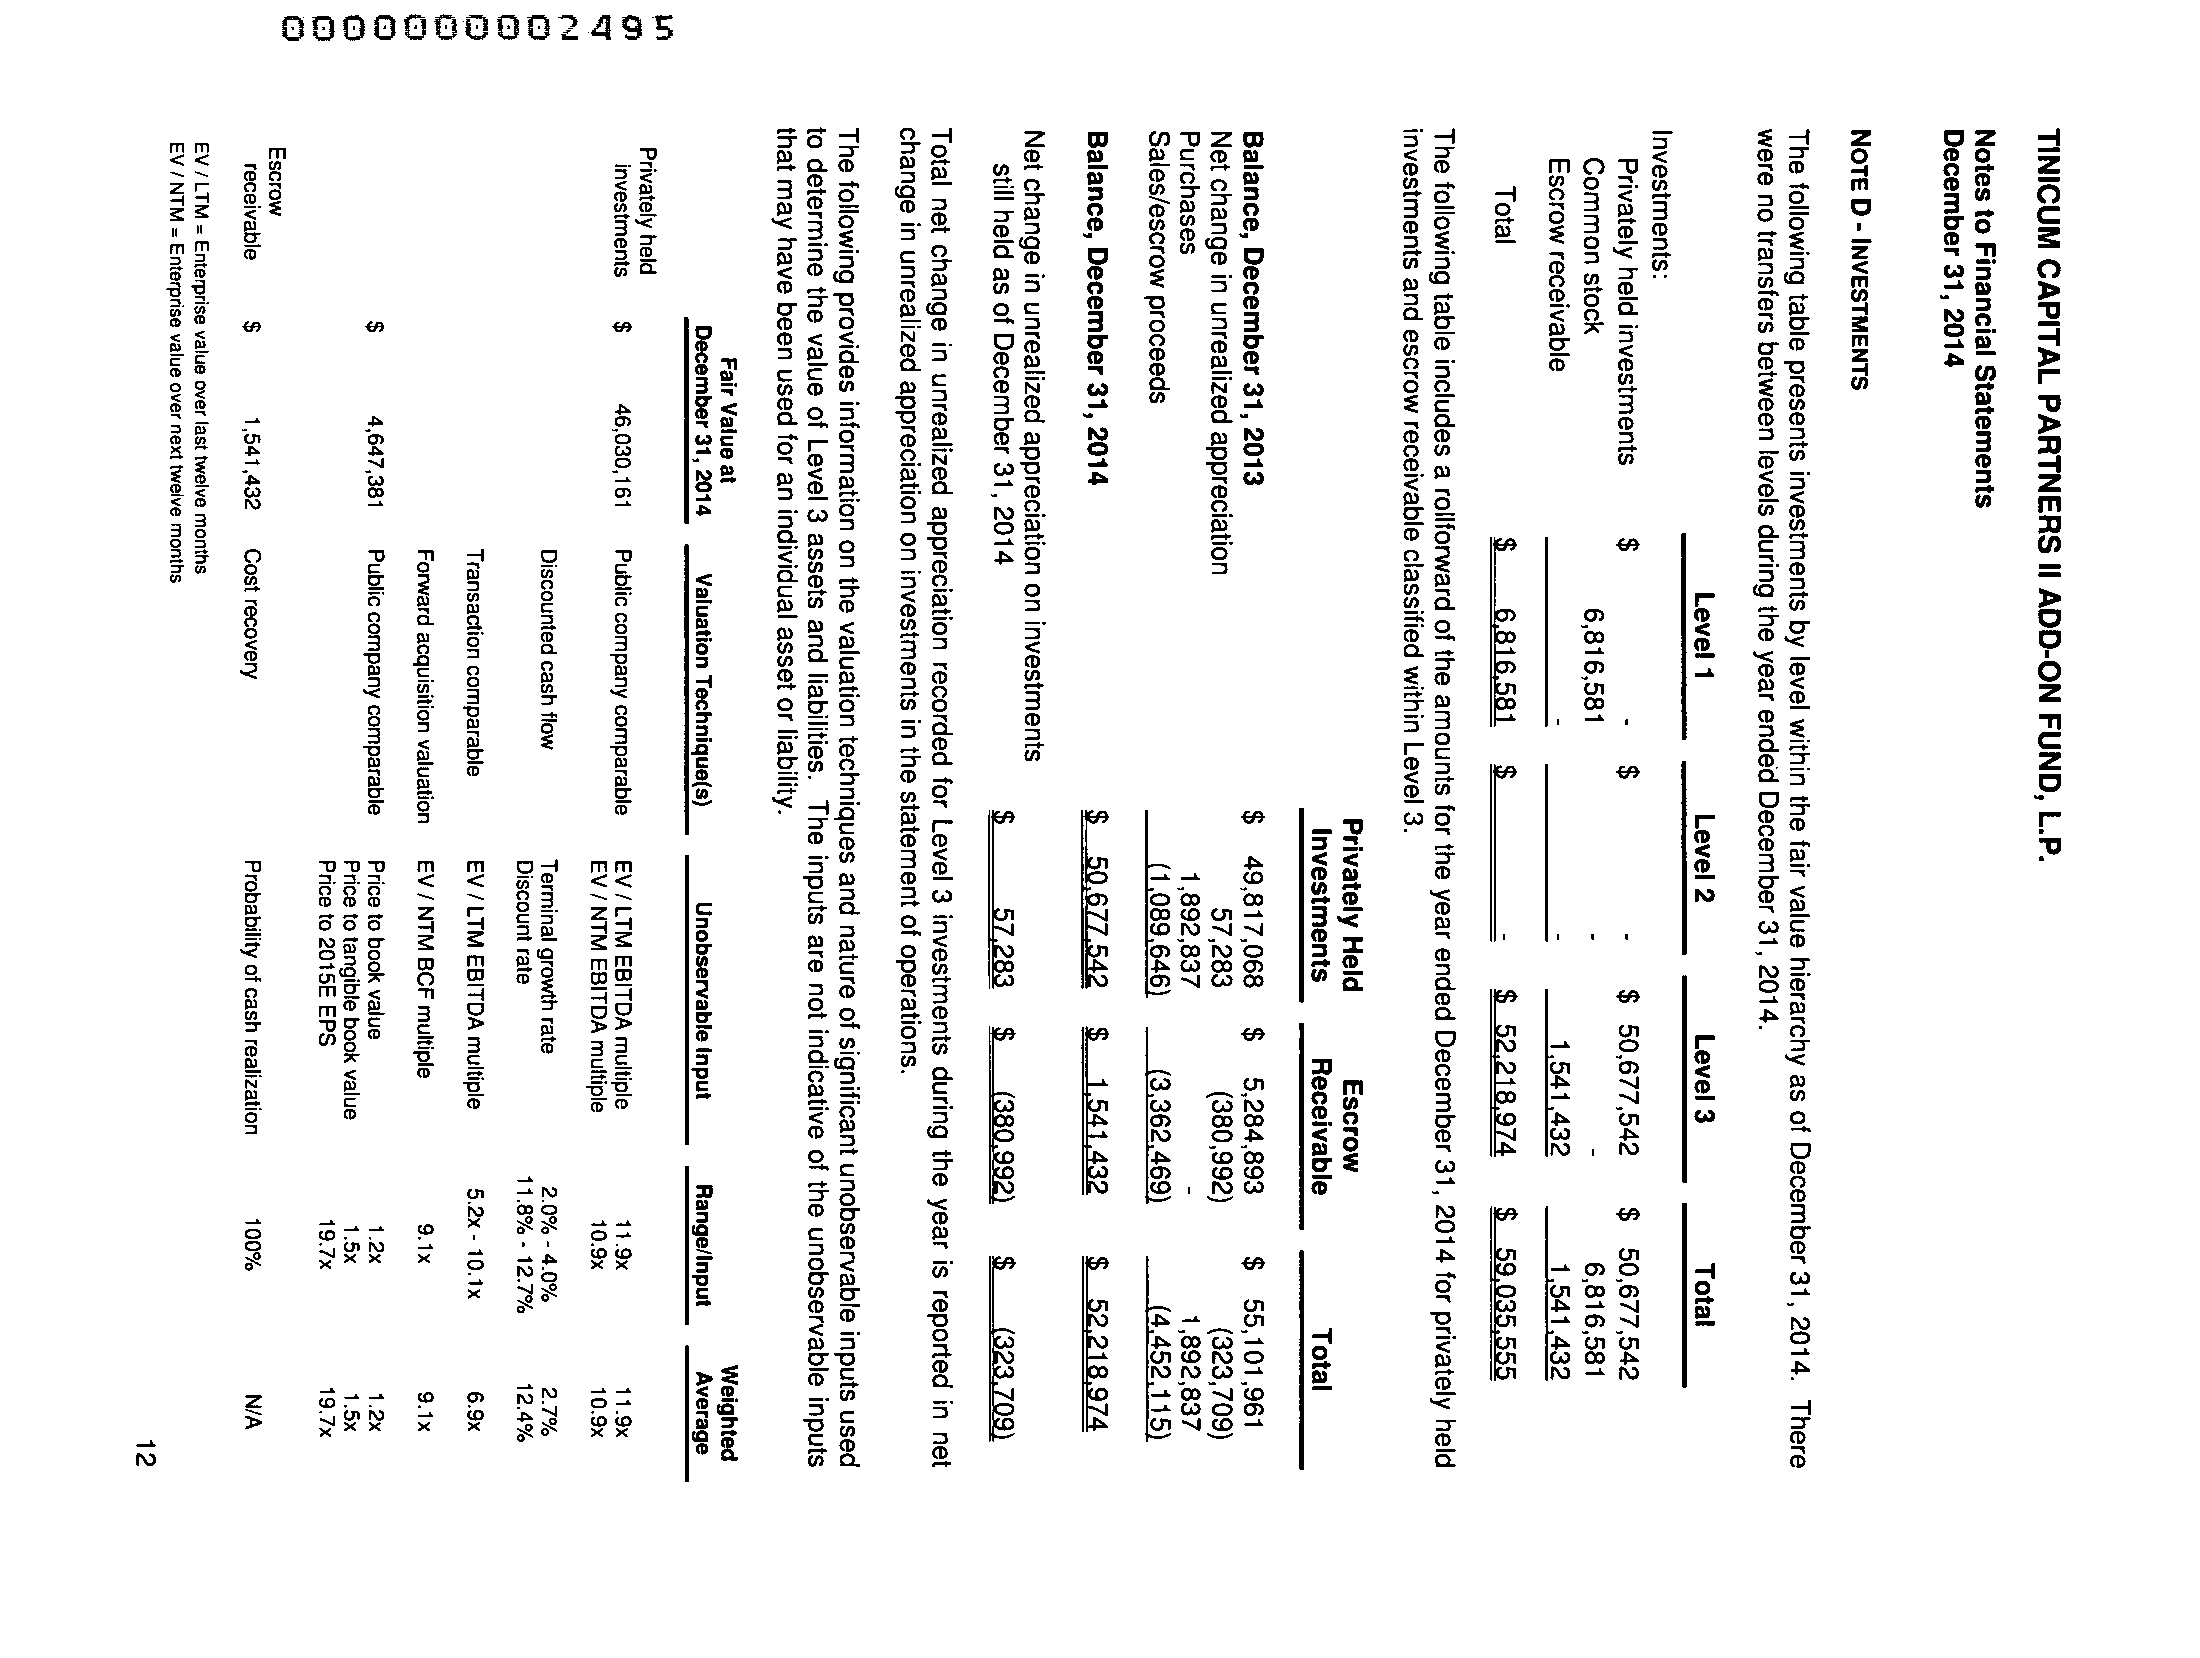 TINICUM CAPITAL PARTNERS II ADD-ON FUND, L.P.
Notes to Financial Statements
December 31, 2014
NOTE D - INVESTMENTS
The following table presents investments by level within the fair value hierarchy as of December 31, 2014. There
were no transfers between levels during the year ended December 31, 2014.
Level 1 Level 2 Level 3 Total
Investments:
Privately held investments $ - $ - $ 50,677,542 $ 50,677,542
Common stock 6,816,581 - - 6,816,581
Escrow receivable - - 1,541,432 1,541,432
Total $ 6,816,581 $ - $ 52,218,974 $ 59,035,555
The following table includes a rollforward of the amounts for the year ended December 31, 2014 for privately held
investments and escrow receivable classified within Level 3.
Privately Held Escrow
Investments Receivable Total
Balance, December 31, 2013 $ 49,817,068 $ 5,284,893 $ 55,101,961
Net change in unrealized appreciation 57,283 (380,992) (323,709)
Purchases 1,892,837 - 1,892,837
Sales/escrow proceeds (1,089,646) (3,362,469) (4,452,115)
Balance, December 31, 2014 $ 50,677,542 $ 1,541,432 $ 52,218,974
Net change in unrealized appreciation on investments
still held as of December 31, 2014 $ 57,283 $ (380,992) $ (323,709)
Total net change in unrealized appreciation recorded for Level 3 investments during the year is reported in net
change in unrealized appreciation on investments in the statement of operations.
The following provides information on the valuation techniques and nature of significant unobservable inputs used
to determine the value of Level 3 assets and liabilities. The inputs are not indicative of the unobservable inputs
that may have been used for an individual asset or liability.
Fair Value at Weighted
December 31, 2014 Valuation Technique(s) Unobservable Input Range/Input Average
Privately held
investments $ 46,030,161 Public company comparable EV / LTM EBITDA multiple 11.9x 11.9x
EV / NTM EBITDA multiple 10.9x 10.9x
Discounted cash flow Terminal growth rate 2.0% - 4.0% 2.7%
Discount rate 11.8% - 12.7% 12.4%
Transaction comparable EV / LTM EBITDA multiple 5.2x - 10.1x 6.9x
Forward acquisition valuation EV / NTM BCF multiple 9.1x 9.1x
$ 4,647,381 Public company comparable Price to book value 1.2x 1.2x
Price to tangible book value 1.5x 1.5x
Price to 2015E EPS 19.7x 19.7x
Escrow
receivable $ 1,541,432 Cost recovery Probability of cash realization 100% N/A
EV / LTM = Enterprise value over last twelve months
EV / NTM = Enterprise value over next twelve months
12
0000000002495